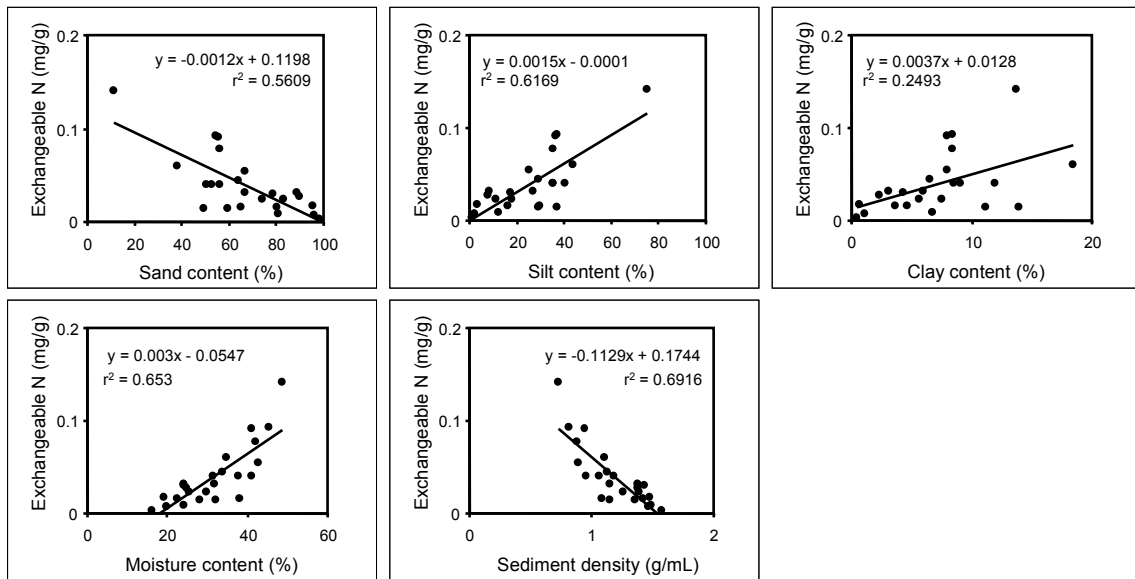 Exchangeable N (mg/g)
0.2
0.1
0
y = -0.0012x + 0.1198
r² = 0.5609
0 20 40 60 80 100
Sand content (%)
Exchangeable N (mg/g)
0.2
0.1
0
y = 0.0015x - 0.0001
r² = 0.6169
0 20 40 60 80 100
Silt content (%)
Exchangeable N (mg/g)
0.2
0.1
0
y = 0.0037x + 0.0128
r² = 0.2493
0 10 20
Clay content (%)
Exchangeable N (mg/g)
0.2
0.1
0
y = 0.003x - 0.0547
r² = 0.653
0 20 40 60
Moisture content (%)
Exchangeable N (mg/g)
0.2
0.1
0
y = -0.1129x + 0.1744
r² = 0.6916
0 1 2
Sediment density (g/mL)